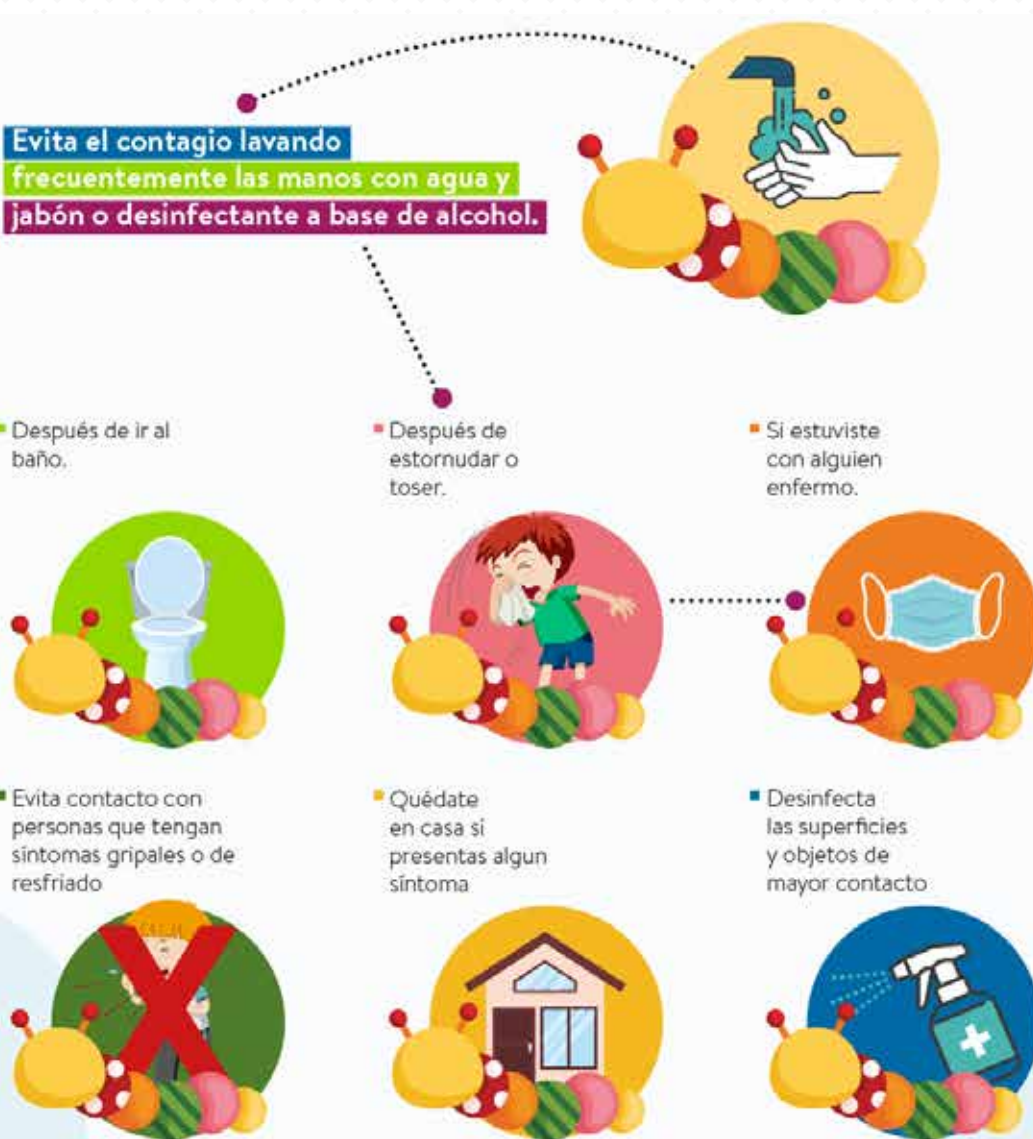 Evita el contagio lavando
frecuentemente las manos con agua y
jabón o desinfectante a base de alcohol.
Después de ir al
baño.
Después de
estornudar o
toser.
Si estuviste
con alguien
enfermo.
Evita contacto con
personas que tengan
síntomas gripales o de
resfriado
Quédate
en casa si
presentas algun
síntoma
Desinfecta
las superficies
y objetos de
mayor contacto